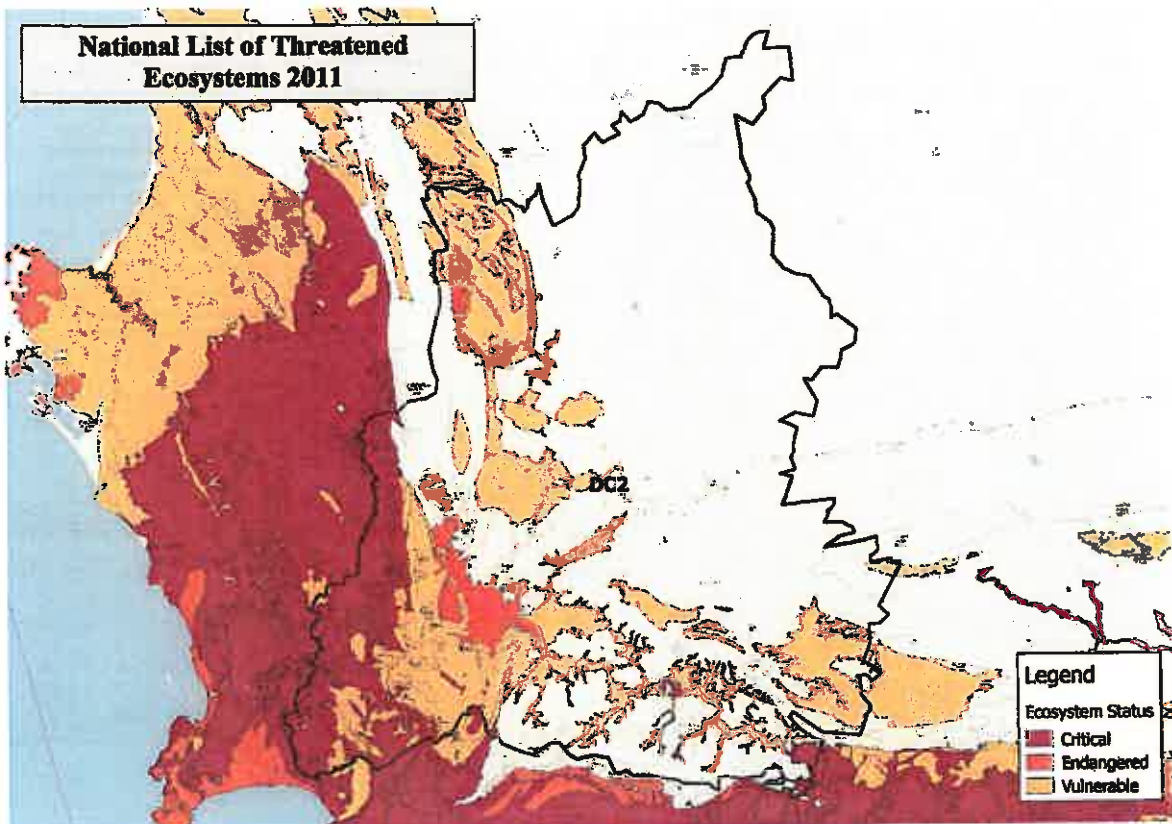 National List of Threatened
Ecosystems 2011
DC2
Legend
Ecosystem Status
Critical
Endangered
Vulnerable